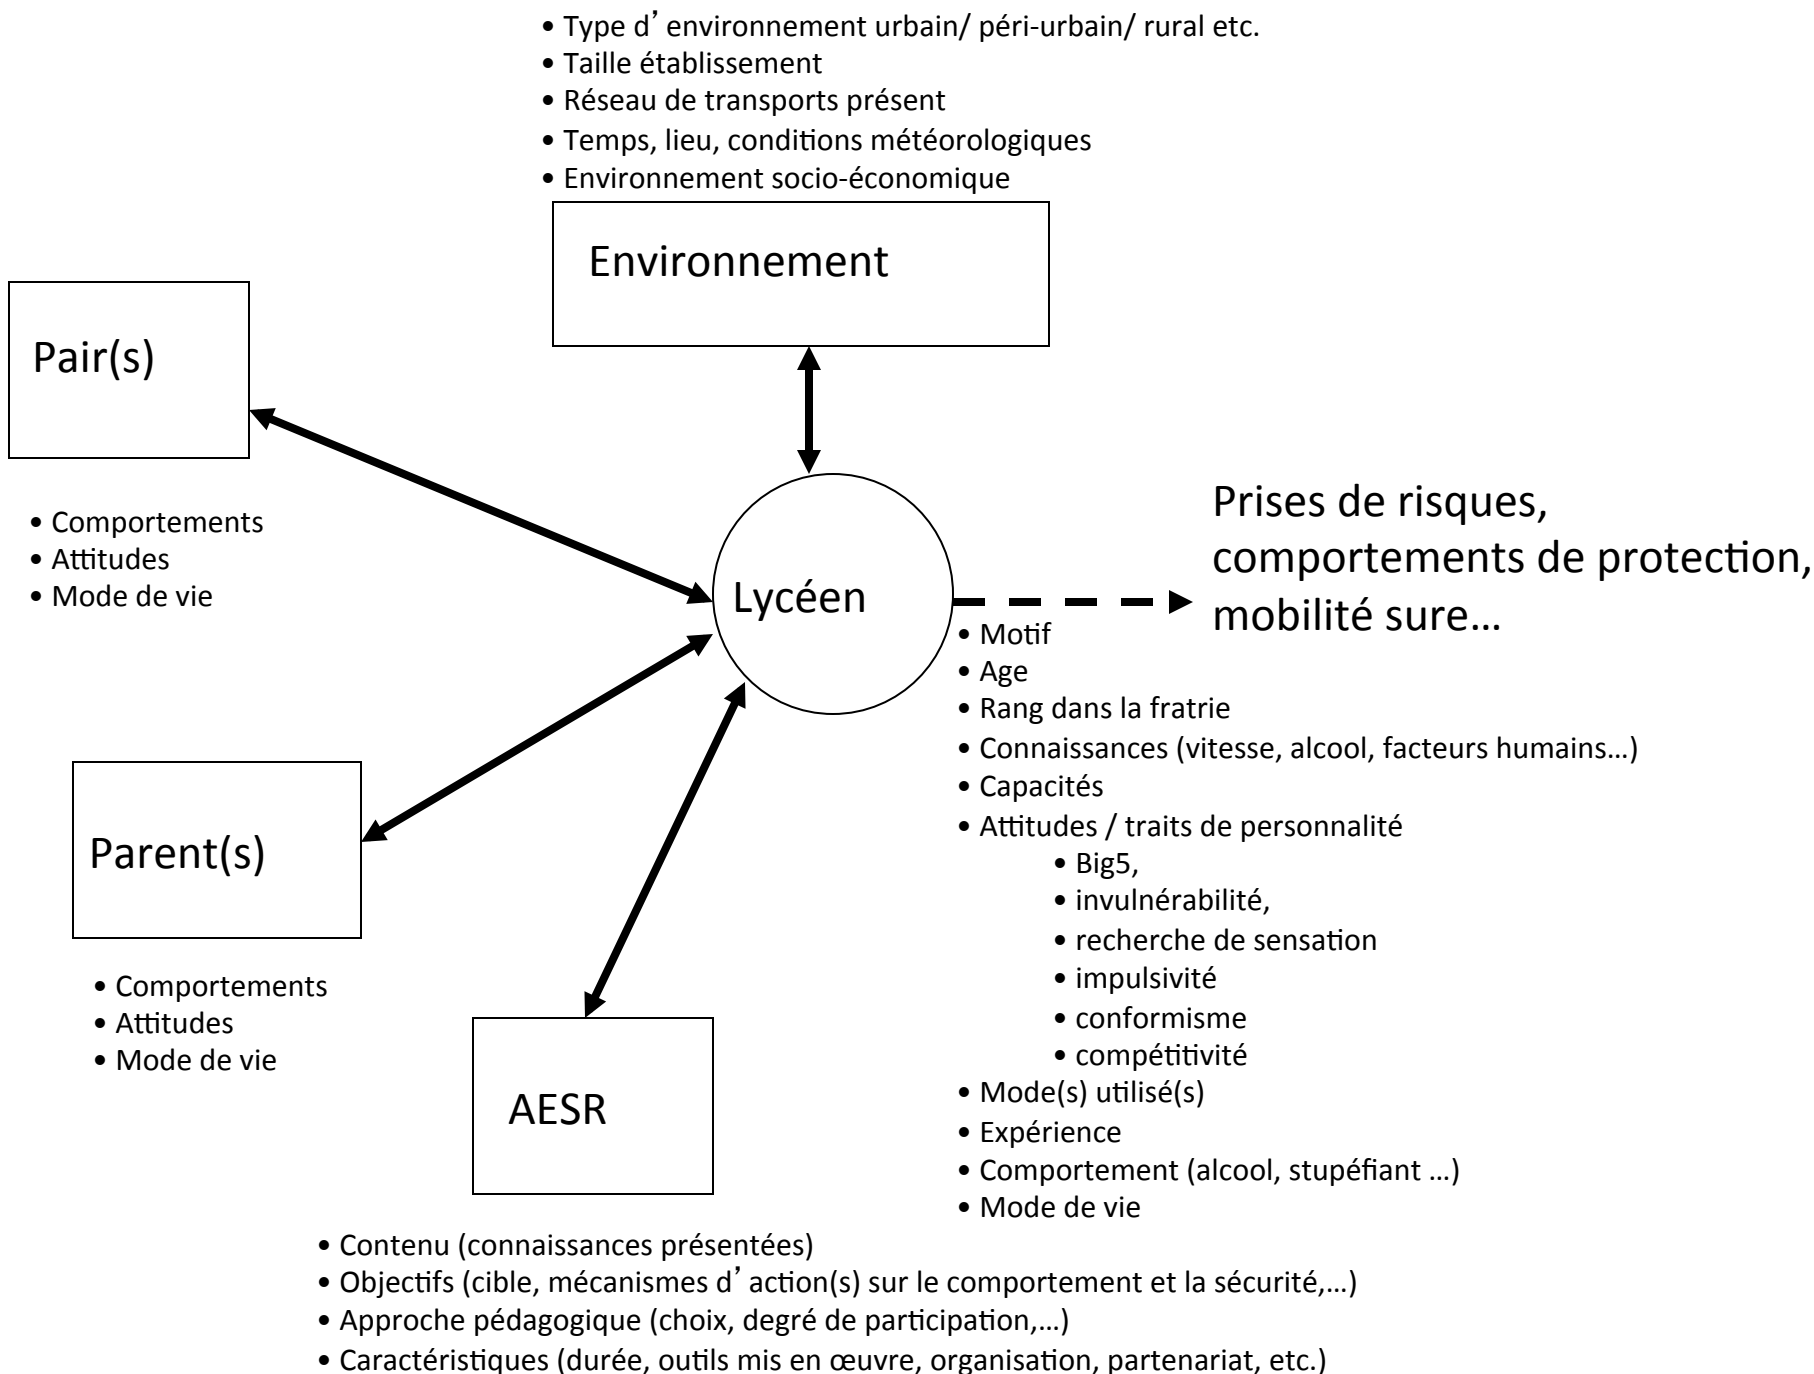 • Type d’ environnement urbain/ péri-urbain/ rural etc.
• Taille établissement
• Réseau de transports présent
• Temps, lieu, conditions météorologiques
• Environnement socio-économique
Environnement
Pair(s)
• Comportements
• Attitudes
• Mode de vie
Lycéen
Prises de risques,
comportements de protection,
mobilité sure…
• Motif
• Age
• Rang dans la fratrie
• Connaissances (vitesse, alcool, facteurs humains…)
• Capacités
• Attitudes / traits de personnalité
• Big5,
• invulnérabilité,
• recherche de sensation
• impulsivité
• conformisme
• compétitivité
• Mode(s) utilisé(s)
• Expérience
• Comportement (alcool, stupéfiant …)
• Mode de vie
Parent(s)
• Comportements
• Attitudes
• Mode de vie
AESR
• Contenu (connaissances présentées)
• Objectifs (cible, mécanismes d’ action(s) sur le comportement et la sécurité,…)
• Approche pédagogique (choix, degré de participation,…)
• Caractéristiques (durée, outils mis en œuvre, organisation, partenariat, etc.)